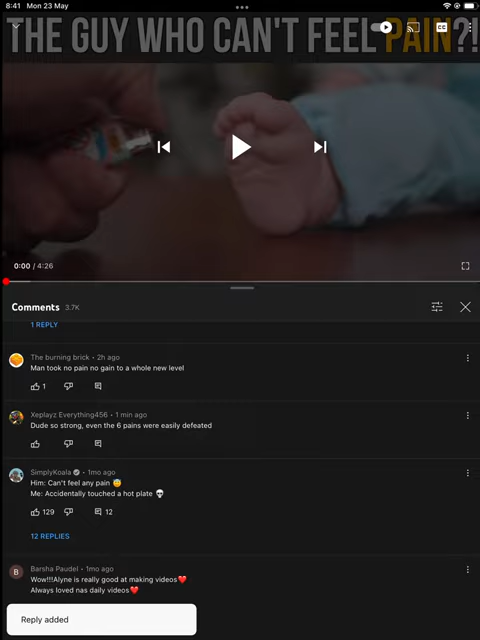 8:41 Mon 23 May
THE GUY WHO CAN'T FEEL PAIN?!
CC
0:00 / 4:26
Comments 3.7K
1 REPLY
The burning brick • 2h ago
Man took no pain no gain to a whole new level
1
Xeplayz Everything456 • 1 min ago
Dude so strong, even the 6 pains were easily defeated
SimplyKoala • 1mo ago
Him: Can't feel any pain 😇
Me: Accidentally touched a hot plate 💀
129 12
12 REPLIES
B
Barsha Paudel • 1mo ago
Wow!!!Alyne is really good at making videos❤️
Always loved nas daily videos❤️
Reply added